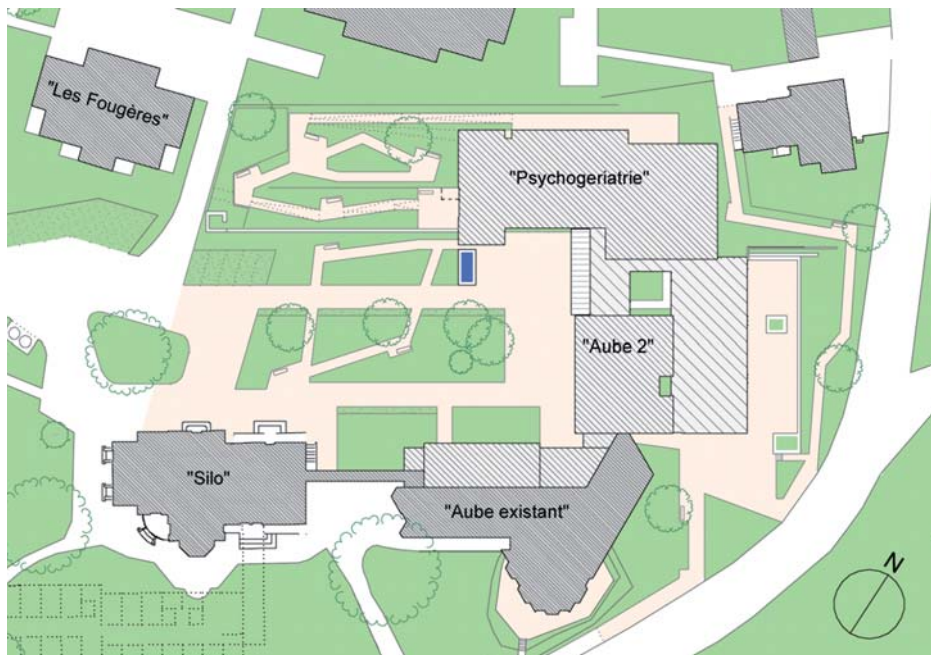 "Les Fougères"
"Psychogeriatrie"
"Aube 2"
"Silo"
"Aube existant"
N